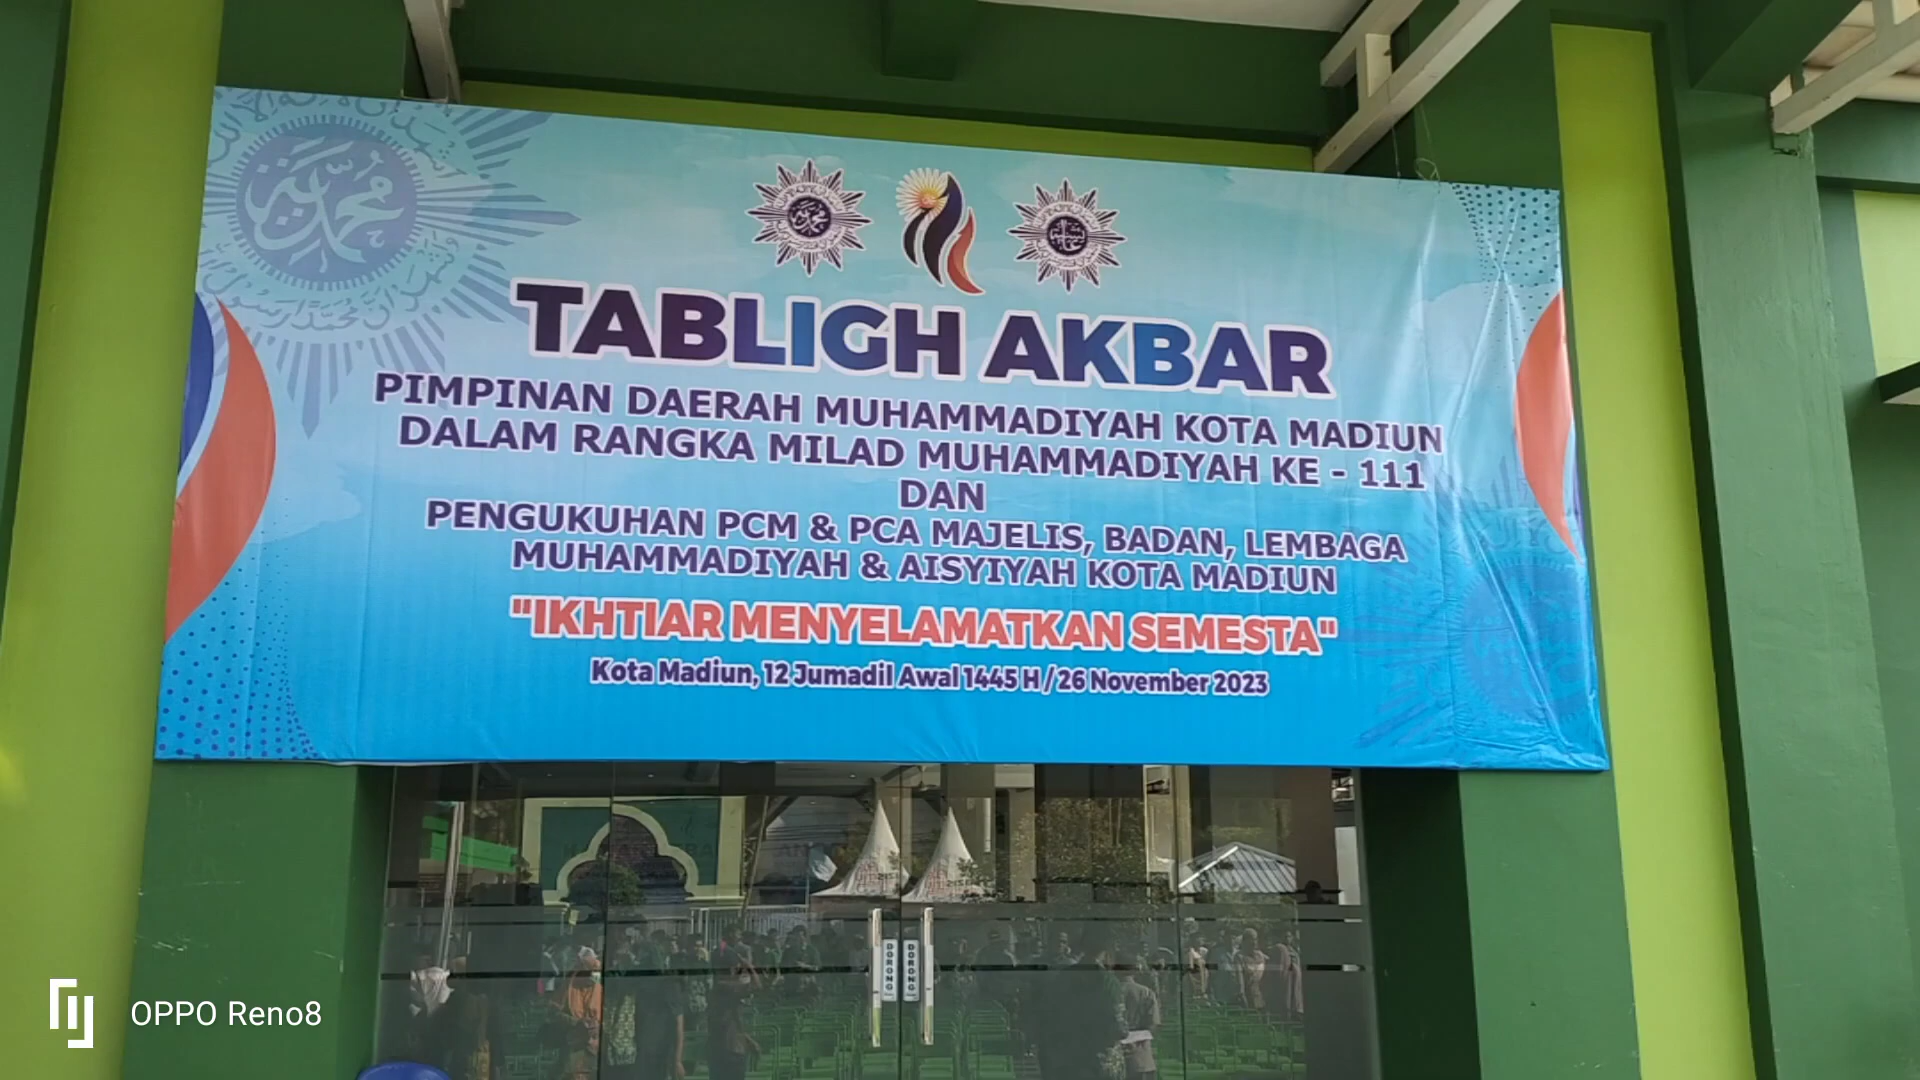 TABLIGH AKBAR
PIMPINAN DAERAH MUHAMMADIYAH KOTA MADIUN
DALAM RANGKA MILAD MUHAMMADIYAH KE - 111
DAN
PENGUKUHAN PCM & PCA MAJELIS, BADAN, LEMBAGA
MUHAMMADIYAH & AISYIYAH KOTA MADIUN
"IKHTIAR MENYELAMATKAN SEMESTA"
Kota Madiun, 12 Jumadil Awal 1445 H / 26 November 2023
DORONG
DORONG
OPPO Reno8